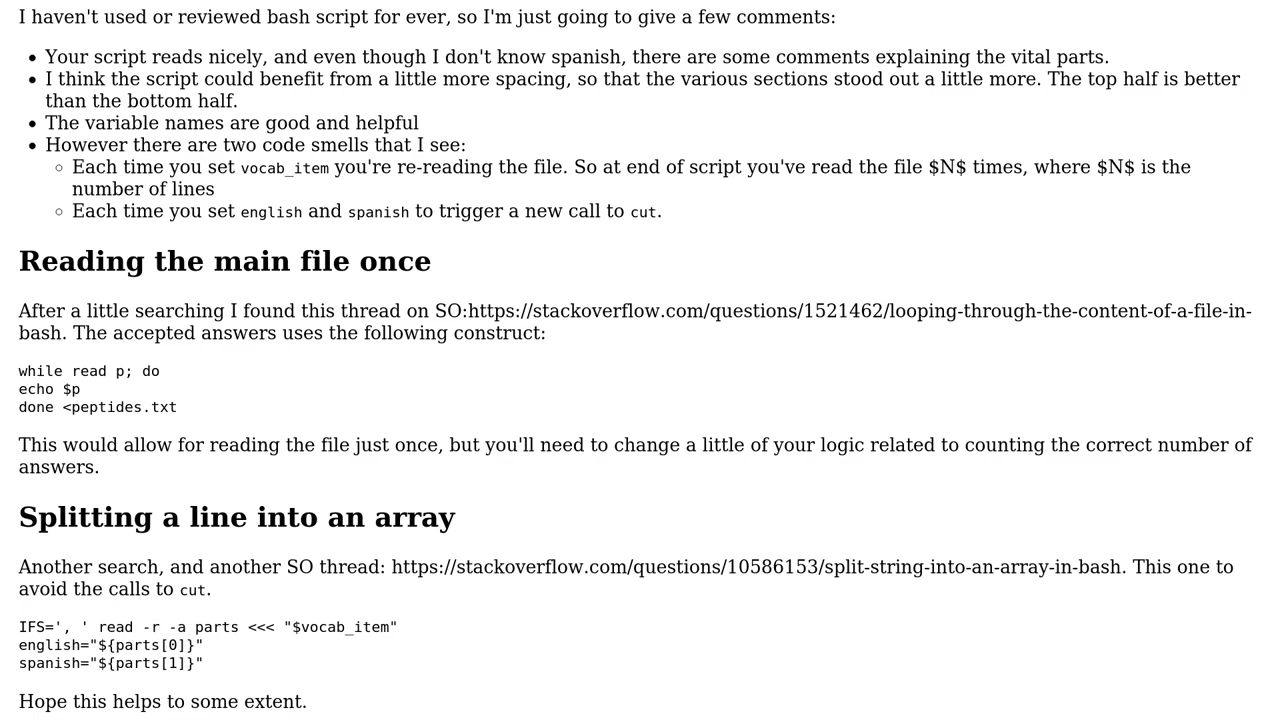 I haven't used or reviewed bash script for ever, so I'm just going to give a few comments:
• Your script reads nicely, and even though I don't know spanish, there are some comments explaining the vital parts.
• I think the script could benefit from a little more spacing, so that the various sections stood out a little more. The top half is better
than the bottom half.
• The variable names are good and helpful
• However there are two code smells that I see:
◦ Each time you set vocab_item you're re-reading the file. So at end of script you've read the file $N$ times, where $N$ is the
number of lines
◦ Each time you set english and spanish to trigger a new call to cut.
Reading the main file once
After a little searching I found this thread on SO:https://stackoverflow.com/questions/1521462/looping-through-the-content-of-a-file-in-
bash. The accepted answers uses the following construct:
while read p; do
echo $p
done <peptides.txt
This would allow for reading the file just once, but you'll need to change a little of your logic related to counting the correct number of
answers.
Splitting a line into an array
Another search, and another SO thread: https://stackoverflow.com/questions/10586153/split-string-into-an-array-in-bash. This one to
avoid the calls to cut.
IFS=', ' read -r -a parts <<< "$vocab_item"
english="${parts[0]}"
spanish="${parts[1]}"
Hope this helps to some extent.